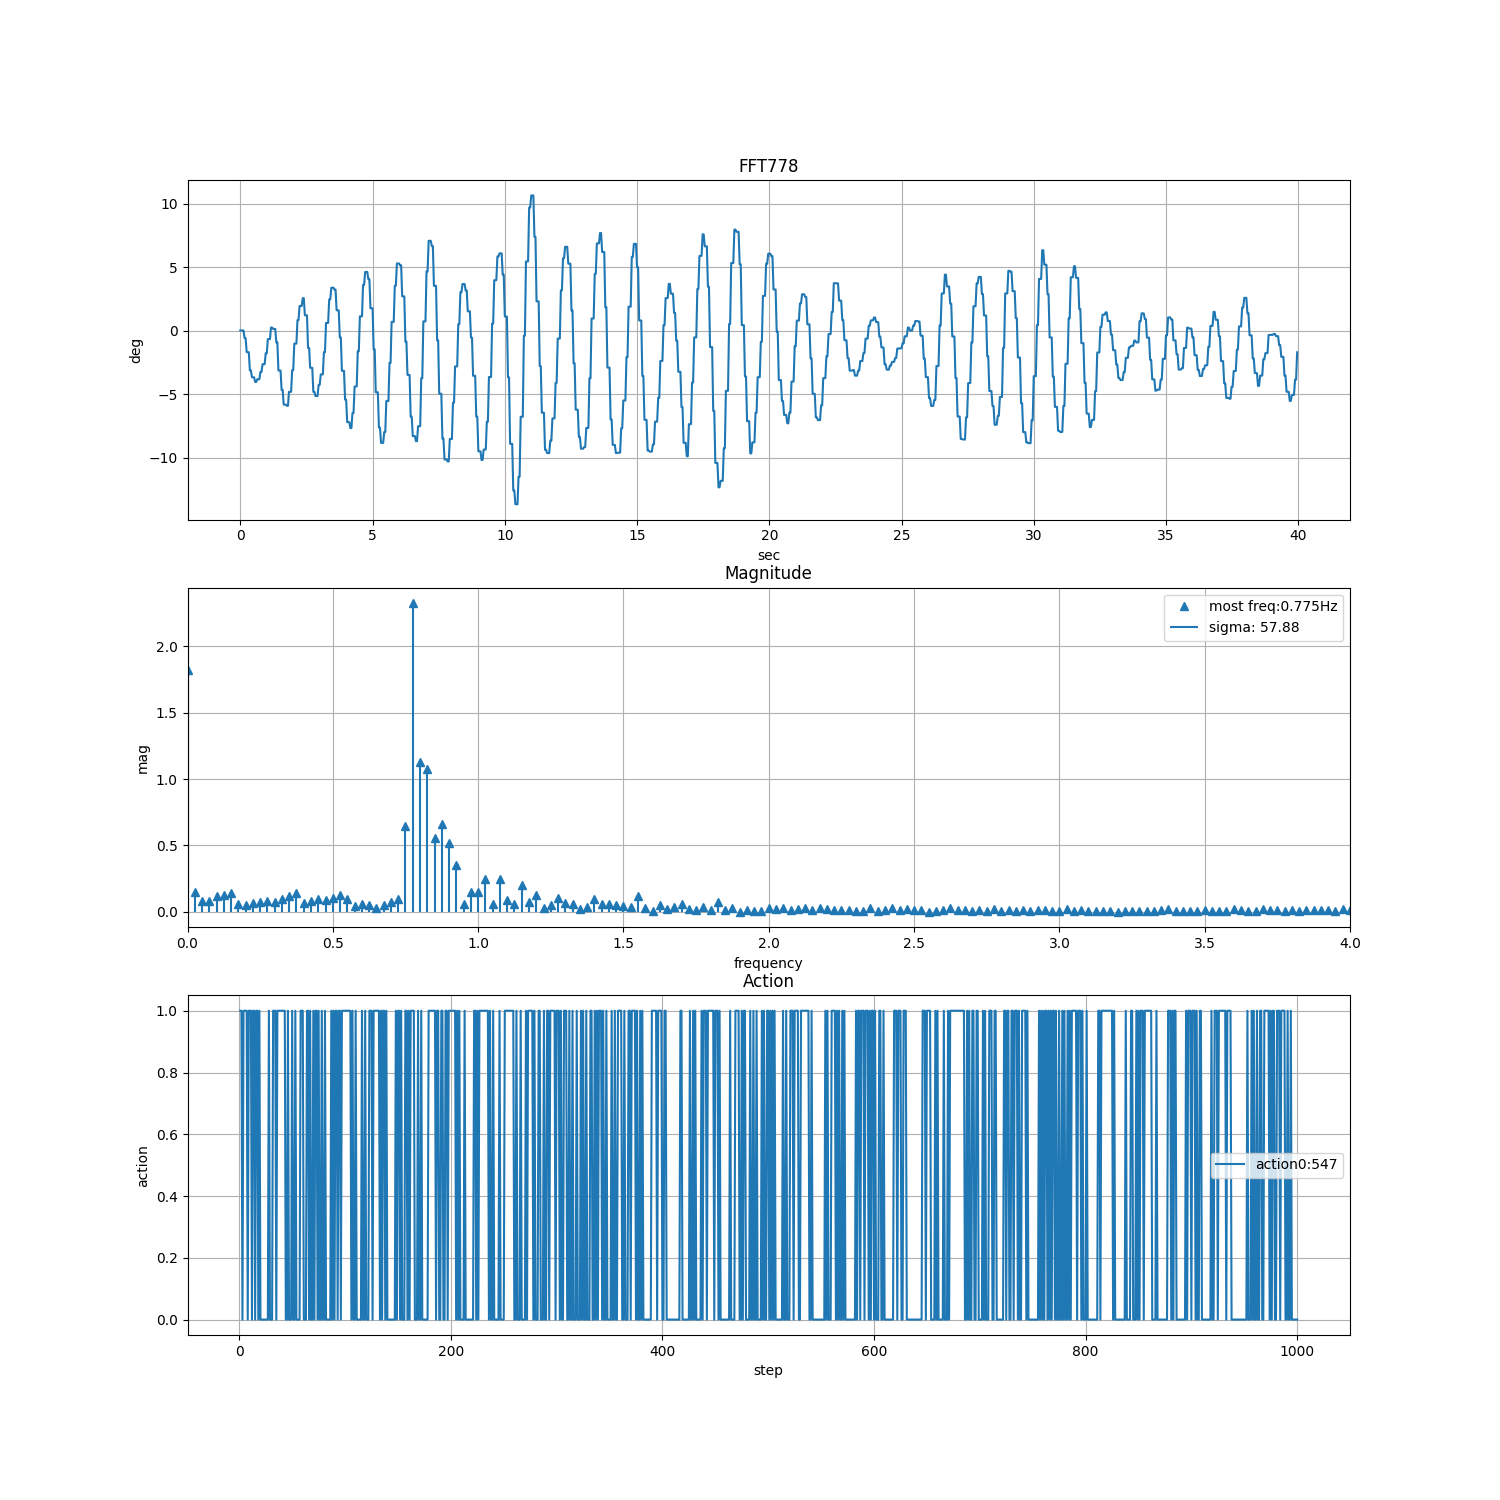 FFT778
10
5
0
−5
−10
deg
0 5 10 15 20 25 30 35 40
sec
Magnitude
most freq:0.775Hz
sigma: 57.88
2.0
1.5
1.0
0.5
0.0
mag
0.0 0.5 1.0 1.5 2.0 2.5 3.0 3.5 4.0
frequency
Action
1.0
0.8
0.6
0.4
0.2
0.0
action
action0:547
0 200 400 600 800 1000
step